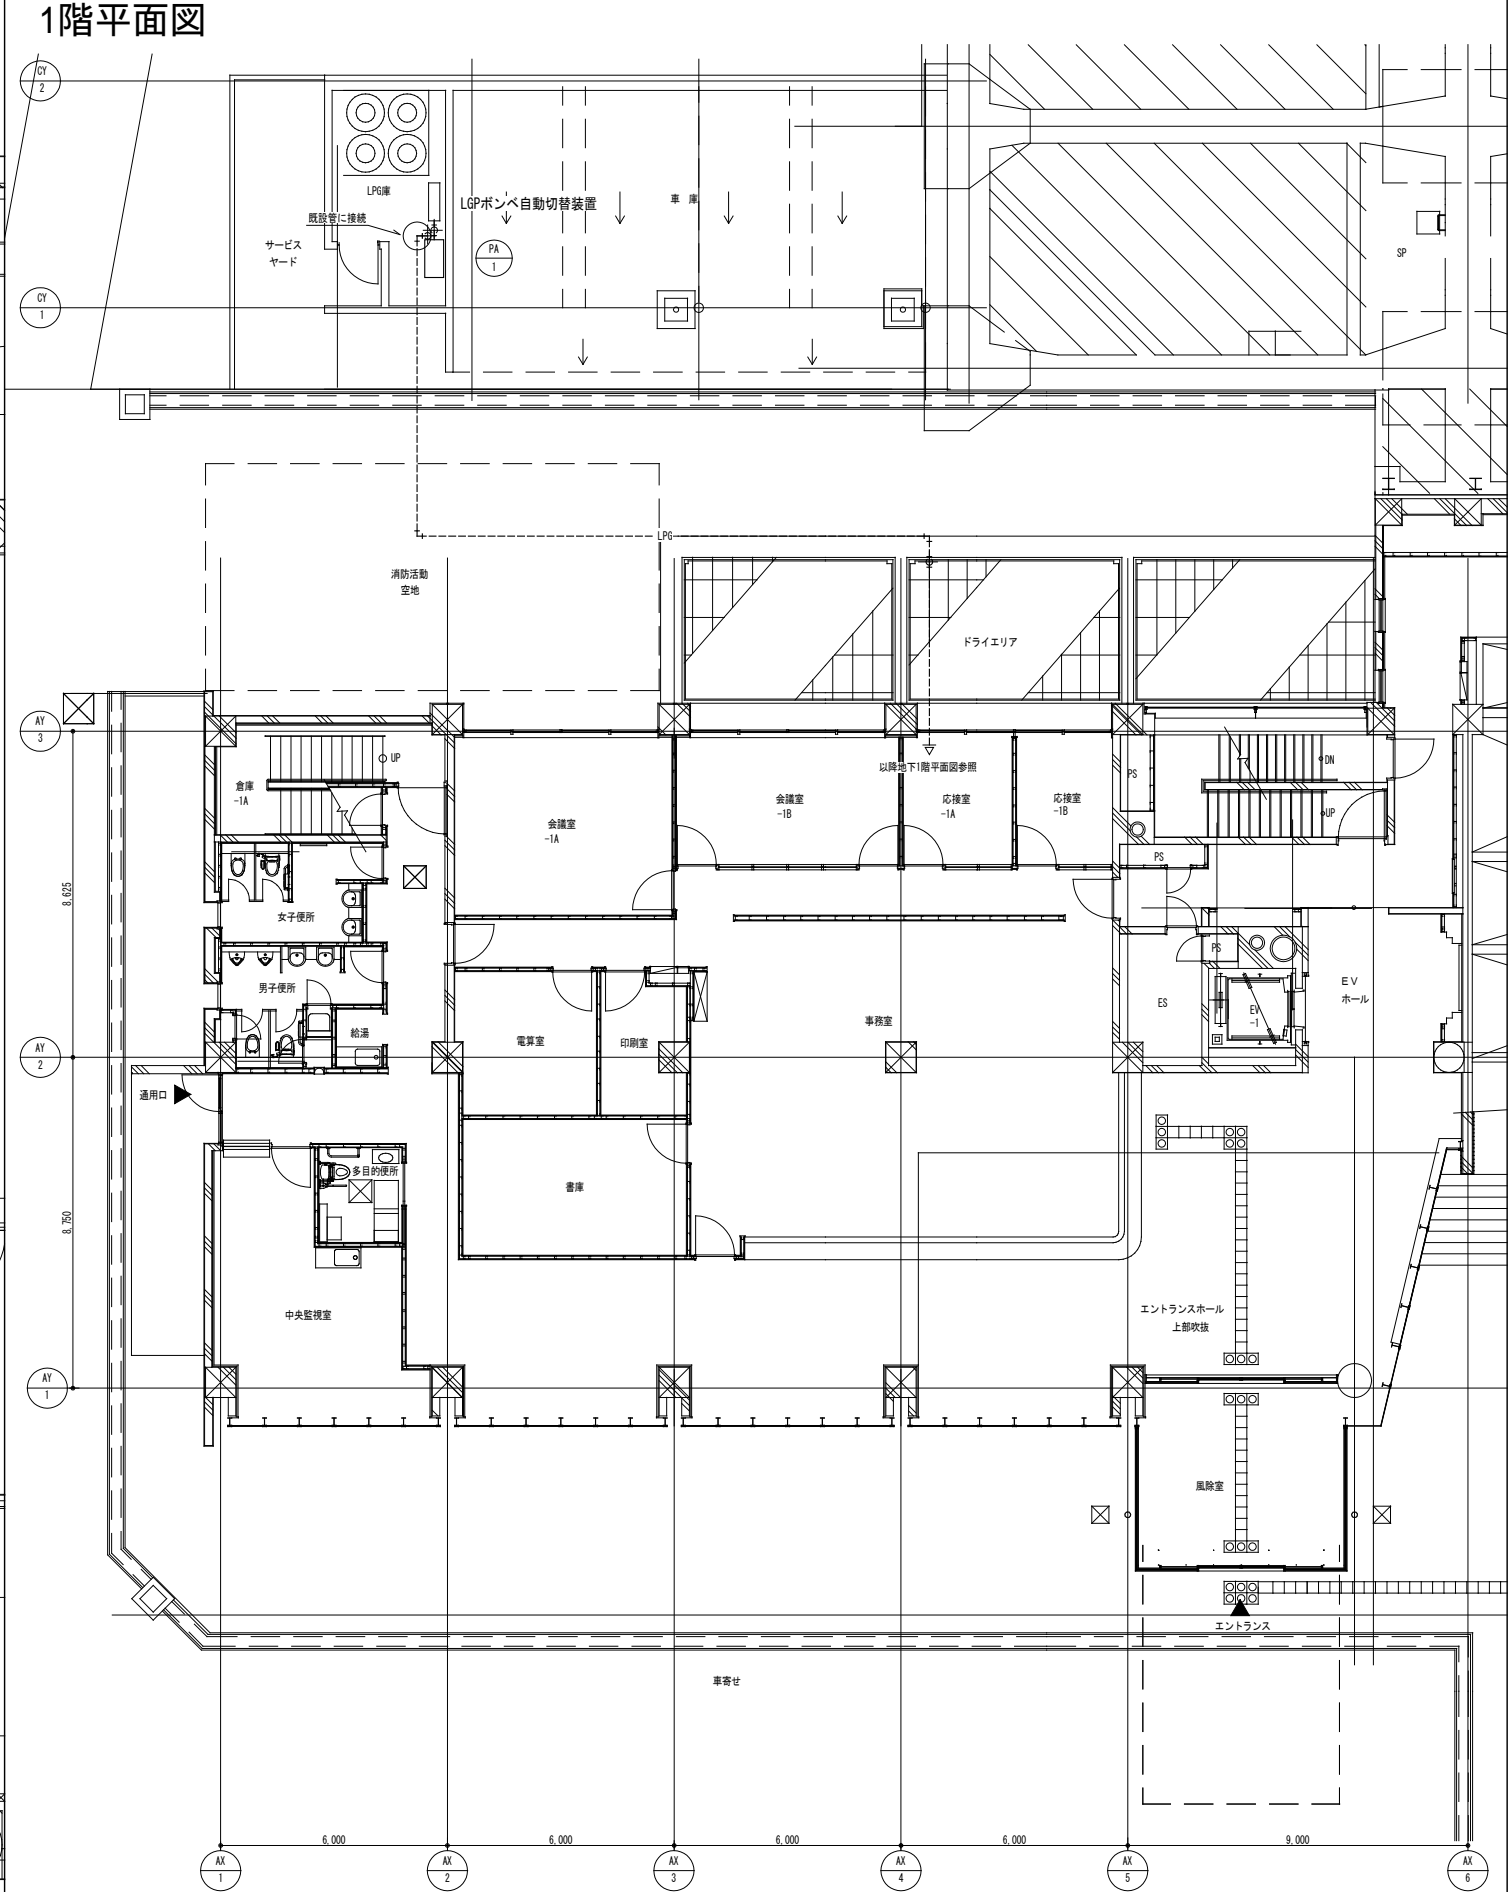 1階平面図
CY
2
LPG庫
LGPボンベ自動切替装置
車 庫
既設管に接続
サービス
ヤード
PA
1
SP
CY
1
LPG
消防活動
空地
ドライエリア
AY
3
UP
倉庫
-1A
会議室
-1A
会議室
-1B
以降地下1階平面図参照
応接室
-1A
応接室
-1B
PS
DN
UP
PS
8,625
女子便所
男子便所
給湯
電算室
印刷室
事務室
ES
PS
EV
-1
ＥＶ
ホール
AY
2
通用口
多目的便所
書庫
8,750
中央監視室
エントランスホール
上部吹抜
AY
1
風除室
エントランス
車寄せ
6,000
6,000
6,000
6,000
9,000
AX
1
AX
2
AX
3
AX
4
AX
5
AX
6